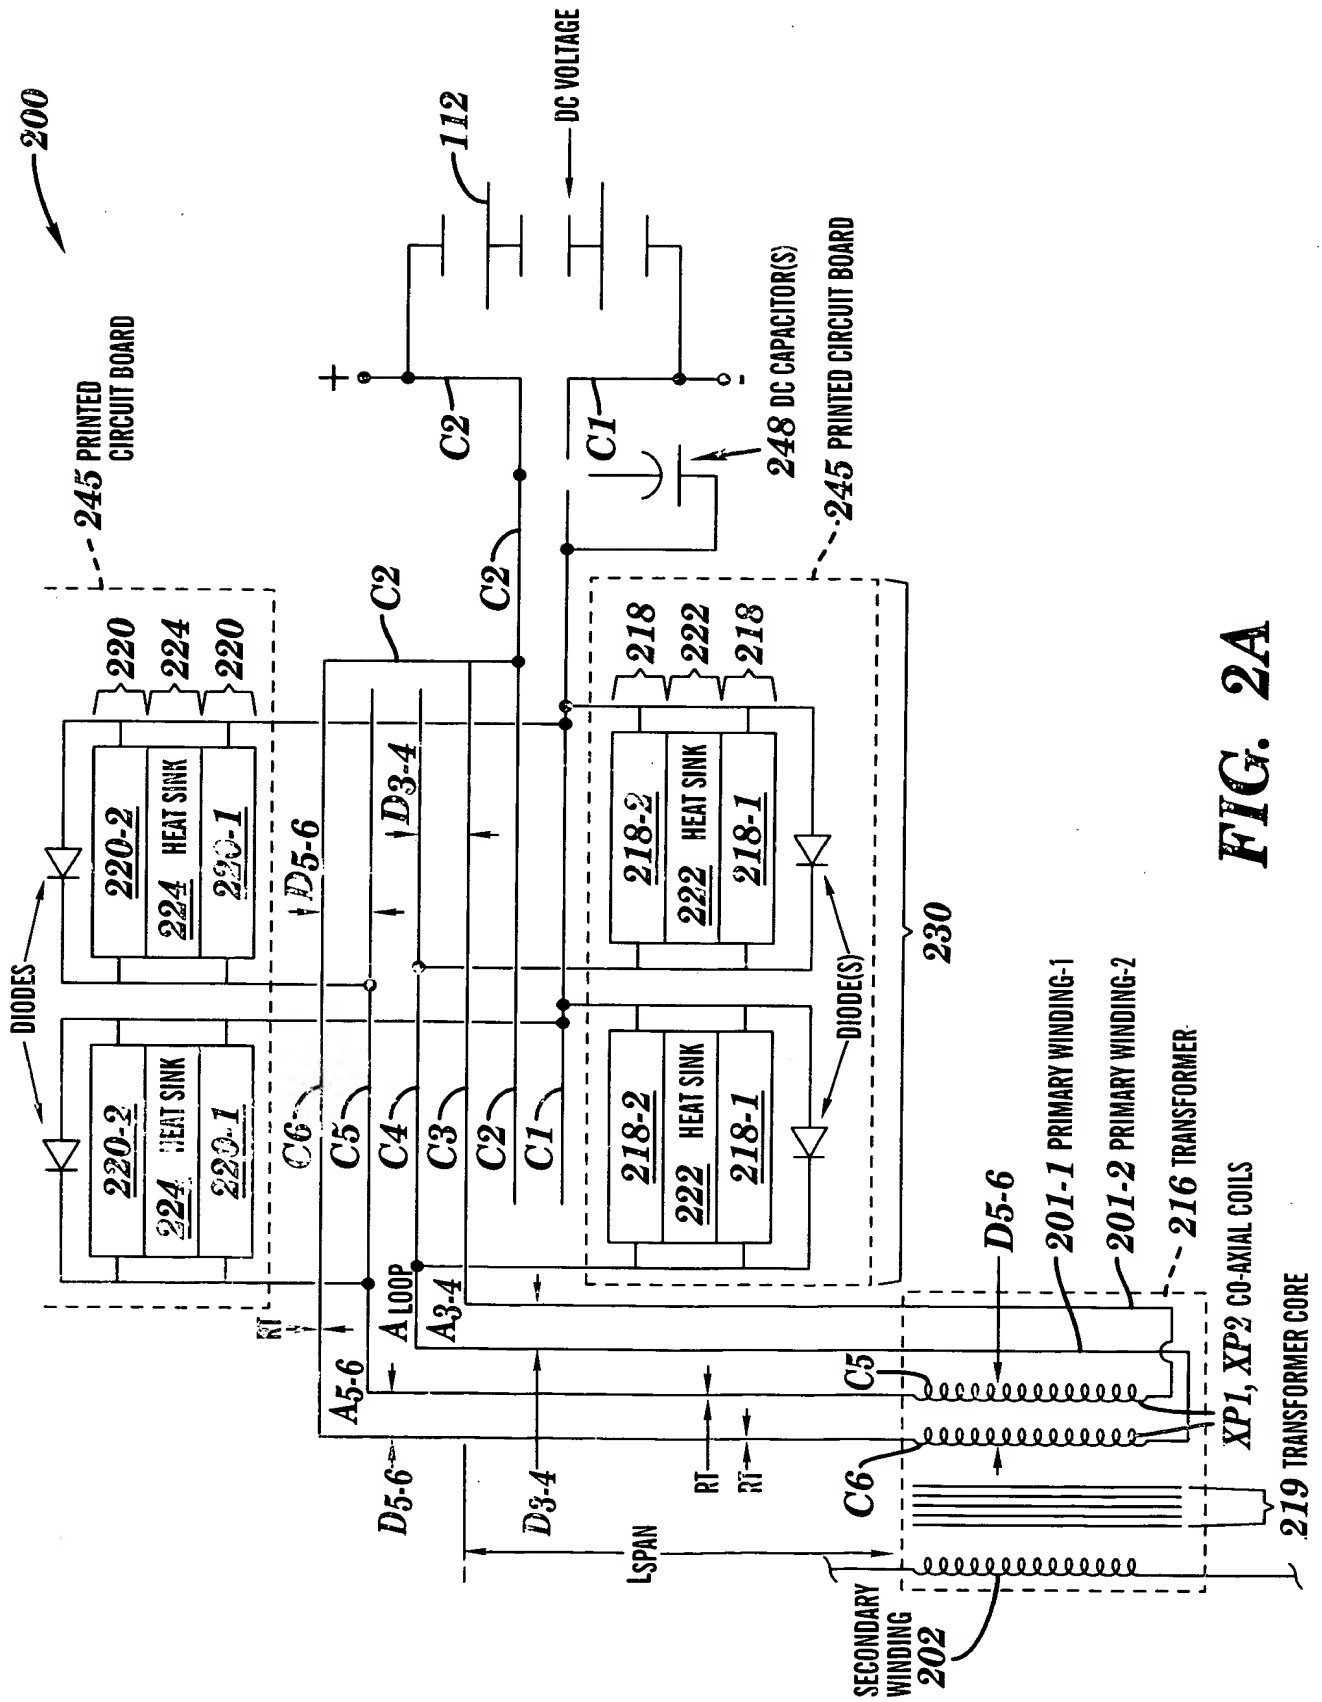 200
245 PRINTED
CIRCUIT BOARD
DIODES
220-2
224 HEAT SINK
220-1
220-2
224 HEAT SINK
220-1
220
224
220
RT
A5-6
A LOOP
A3-4
D5-6
D3-4
C6
C5
C4
C3
C2
C1
D5-6
D3-4
C2
C2
C2
+
C1
-
112
DC VOLTAGE
248 DC CAPACITOR(S)
245 PRINTED CIRCUIT BOARD
218-2
222 HEAT SINK
218-1
218-2
222 HEAT SINK
218-1
218
222
218
DIODE(S)
230
LSPAN
RT
RT
C6
C5
D5-6
201-1 PRIMARY WINDING-1
201-2 PRIMARY WINDING-2
216 TRANSFORMER
XP1, XP2 CO-AXIAL COILS
219 TRANSFORMER CORE
SECONDARY
WINDING
202
FIG. 2A